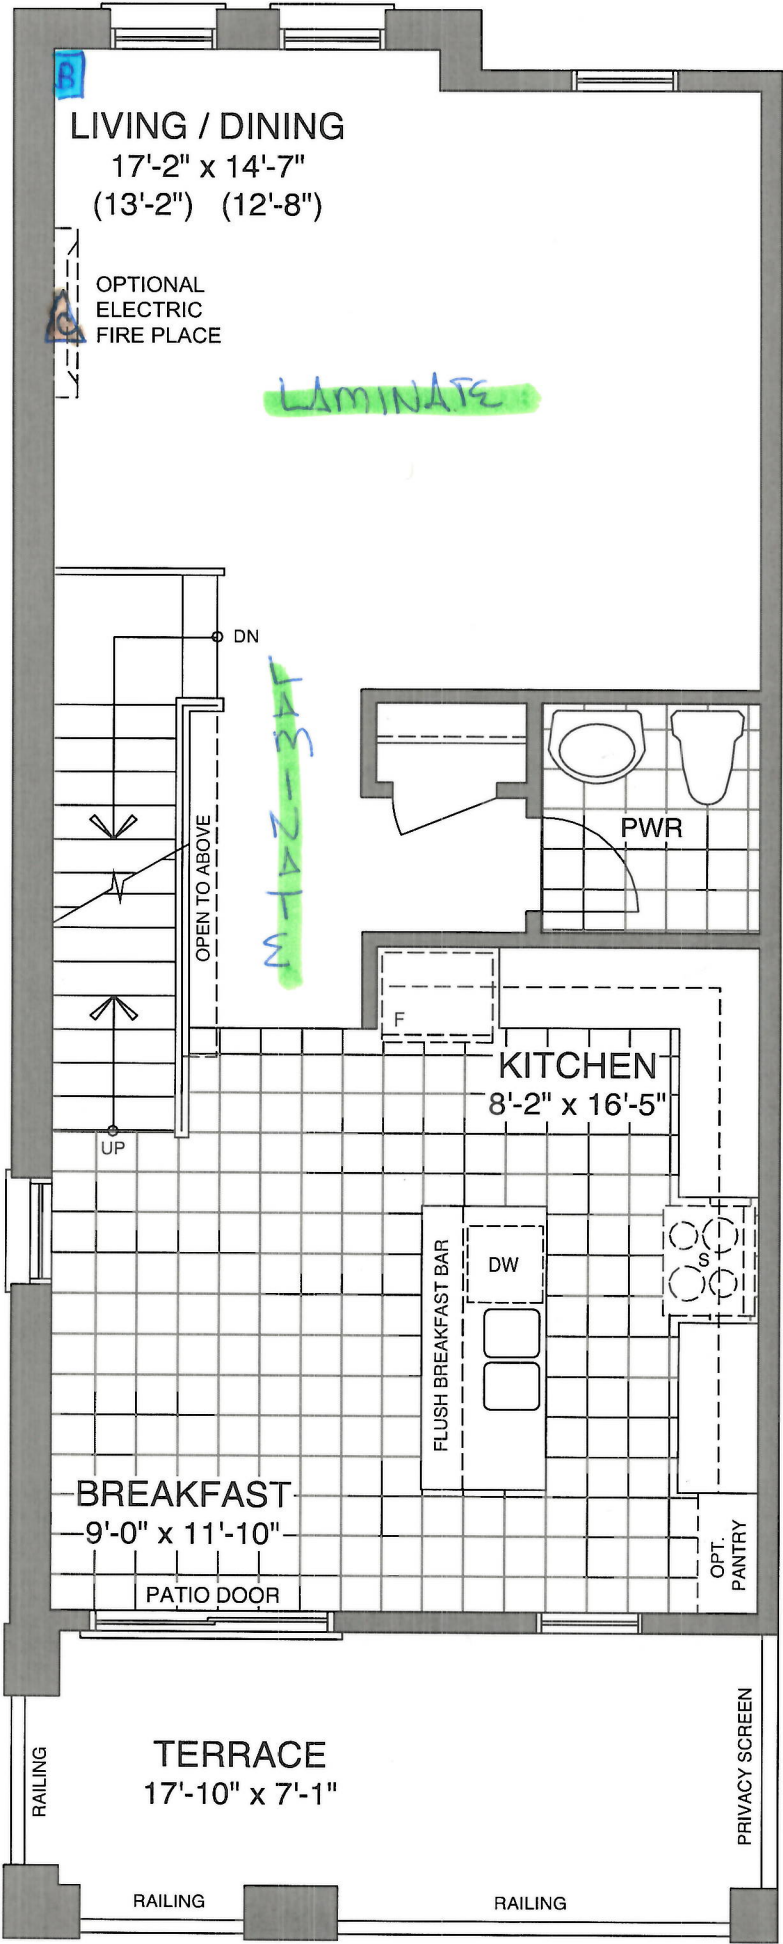 B
LIVING / DINING
17'-2" x 14'-7"
(13'-2") (12'-8")
OPTIONAL
ELECTRIC
FIRE PLACE
C
LAMINATE
DN
OPEN TO ABOVE
LAMINATE
PWR
F
KITCHEN
8'-2" x 16'-5"
UP
FLUSH BREAKFAST BAR
DW
S
BREAKFAST
9'-0" x 11'-10"
OPT.
PANTRY
PATIO DOOR
TERRACE
17'-10" x 7'-1"
RAILING
PRIVACY SCREEN
RAILING
RAILING